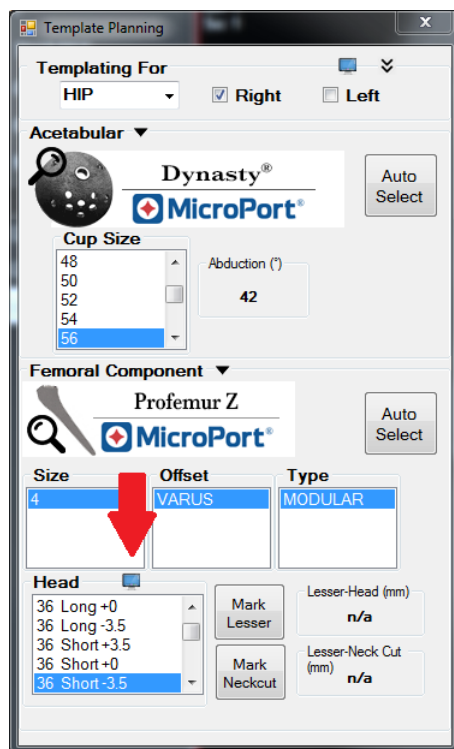 Template Planning
x
Templating For
HIP
Right
Left
Acetabular
Dynasty®
MicroPort®
Auto
Select
Cup Size
48
50
52
54
56
Abduction (°)
42
Femoral Component
Profemur Z
MicroPort®
Auto
Select
Size
Offset
Type
4
VARUS
MODULAR
Head
36 Long +0
36 Long -3.5
36 Short +3.5
36 Short +0
36 Short -3.5
Mark
Lesser
Lesser-Head (mm)
n/a
Mark
Neckcut
Lesser-Neck Cut
(mm)
n/a